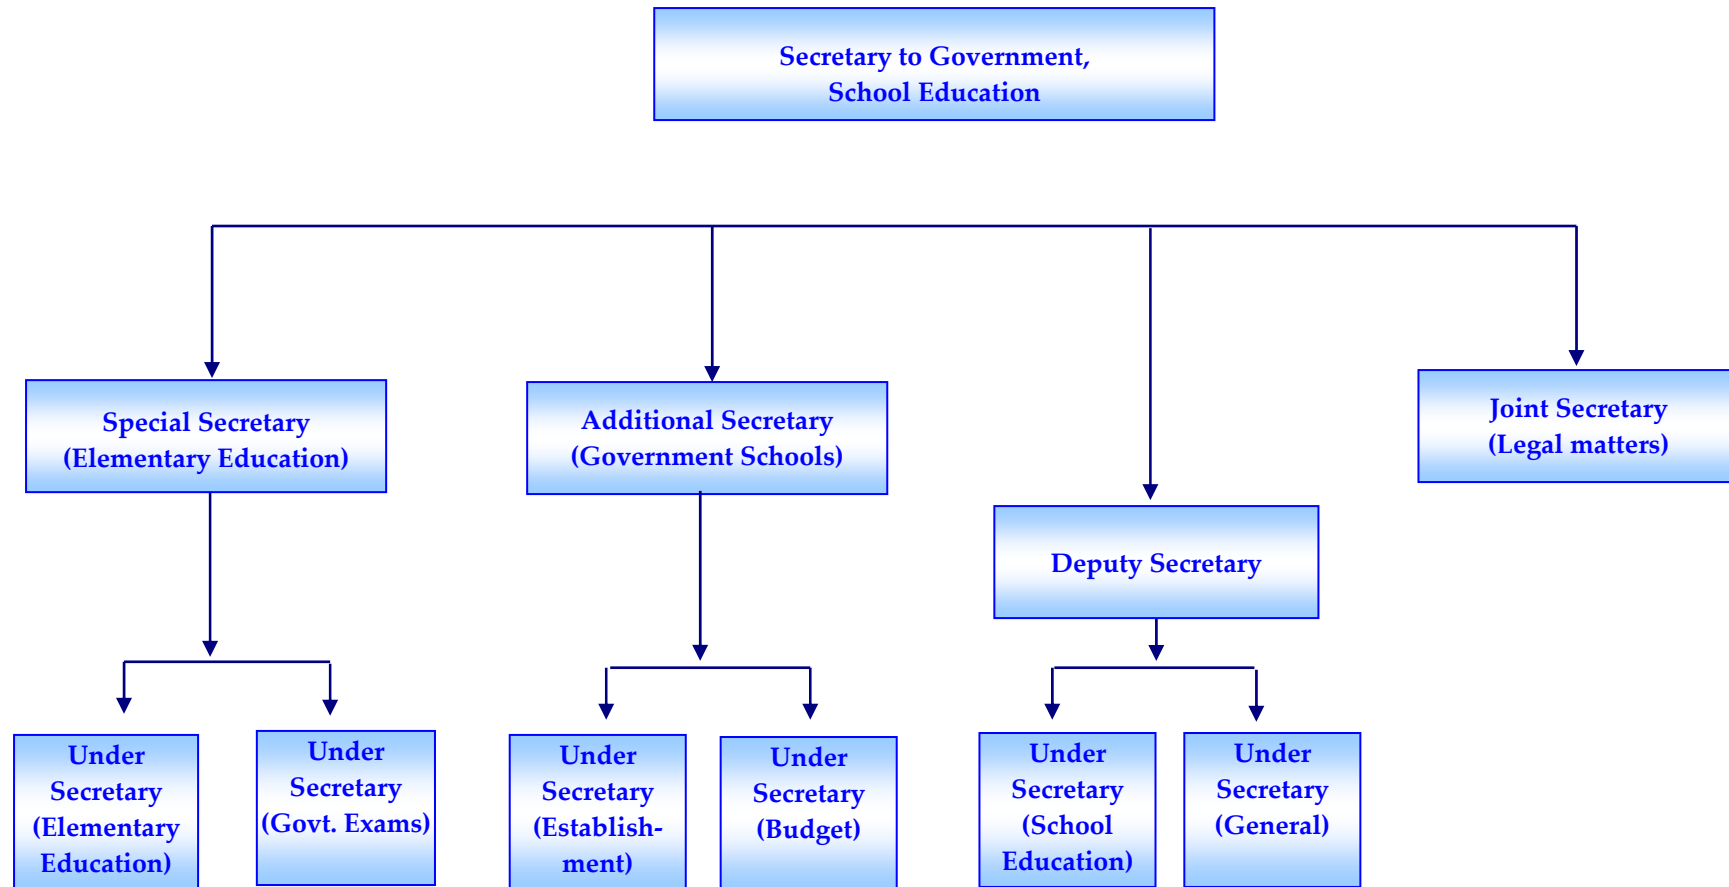 Secretary to Government,
School Education
Special Secretary
(Elementary Education)
Additional Secretary
(Government Schools)
Joint Secretary
(Legal matters)
Deputy Secretary
Under
Secretary
(Elementary
Education)
Under
Secretary
(Govt. Exams)
Under
Secretary
(Establish-
ment)
Under
Secretary
(Budget)
Under
Secretary
(School
Education)
Under
Secretary
(General)